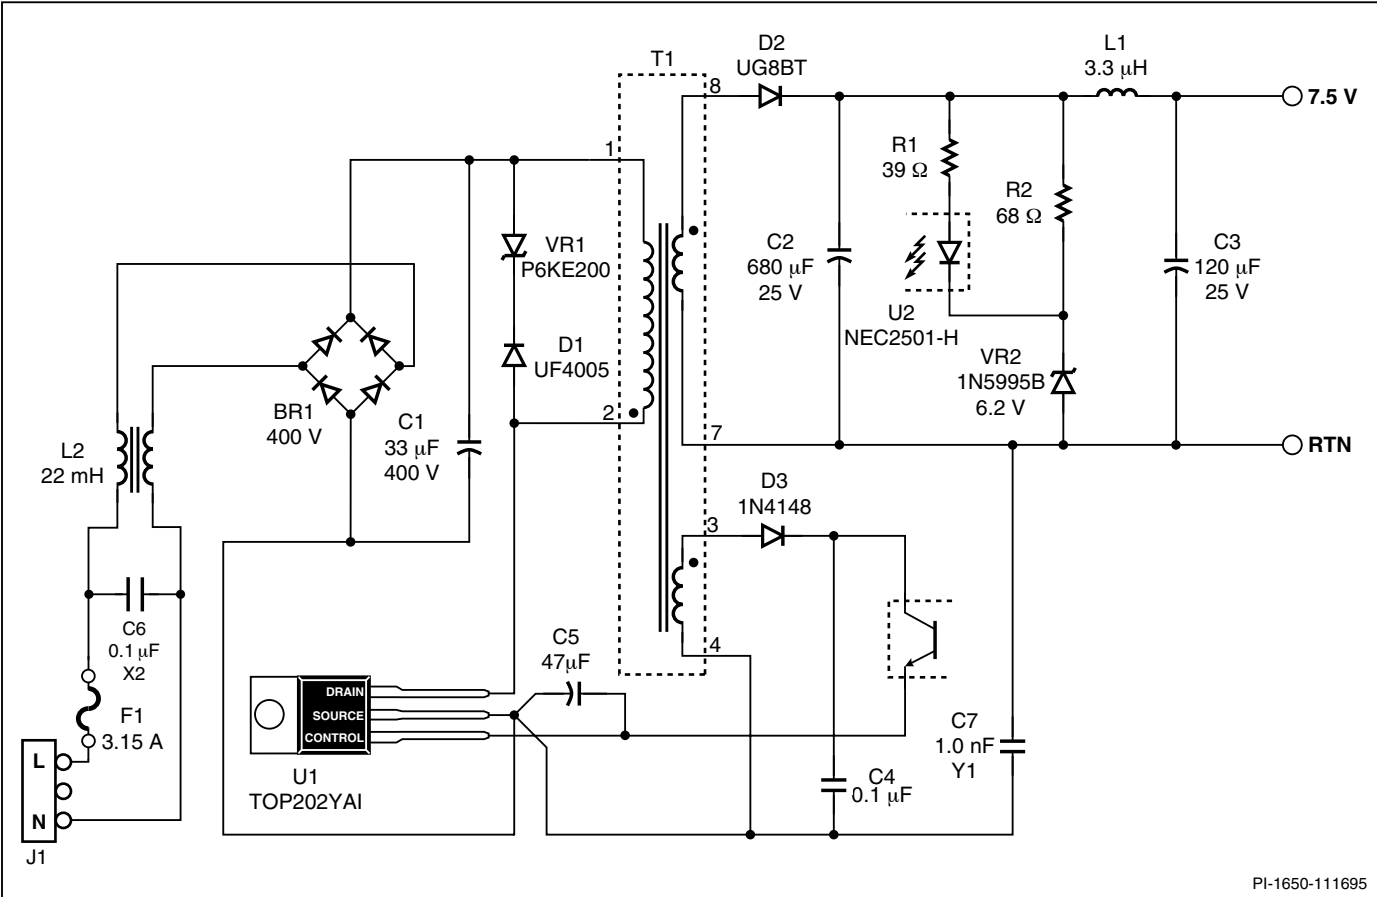 D2
UG8BT
L1
3.3 µH
T1
8
7.5 V
R1
39 Ω
1
R2
68 Ω
VR1
P6KE200
C2
680 µF
25 V
C3
120 µF
25 V
U2
NEC2501-H
D1
UF4005
VR2
1N5995B
6.2 V
BR1
400 V
C1
33 µF
400 V
2
7
RTN
L2
22 mH
D3
1N4148
3
C6
0.1 µF
X2
4
C5
47µF
DRAIN
SOURCE
CONTROL
F1
3.15 A
C7
1.0 nF
Y1
L
N
J1
U1
TOP202YAI
C4
0.1 µF
PI-1650-111695